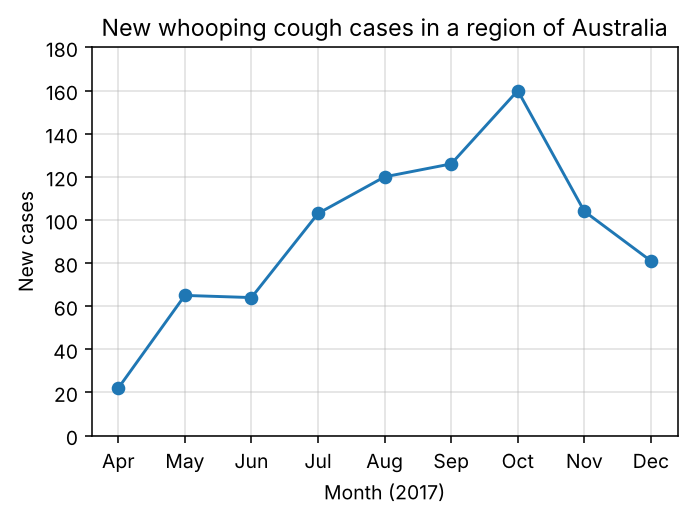 New whooping cough cases in a region of Australia
New cases
180
160
140
120
100
80
60
40
20
0
Apr May Jun Jul Aug Sep Oct Nov Dec
Month (2017)